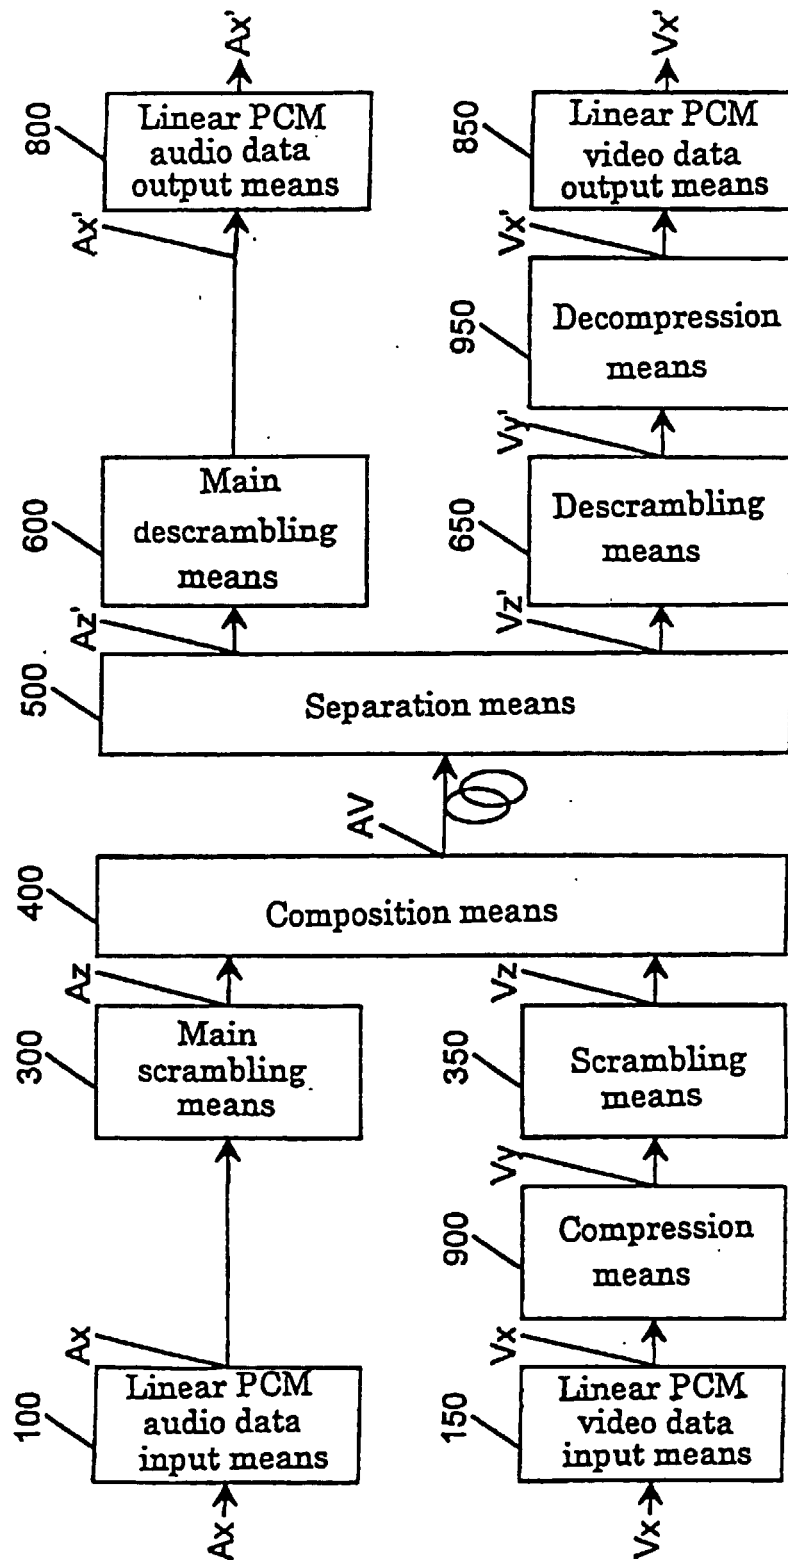 Ax'
800
Linear PCM
audio data
output means
Ax'
Vx'
850
Linear PCM
video data
output means
Vx'
950
Decompression
means
Vy'
600
Main
descrambling
means
Az'
650
Descrambling
means
Vz'
500
Separation means
AV
400
Composition means
Az
Vz
300
Main
scrambling
means
350
Scrambling
means
Vy
900
Compression
means
Ax
Vx
100
Linear PCM
audio data
input means
Ax
150
Linear PCM
video data
input means
Vx